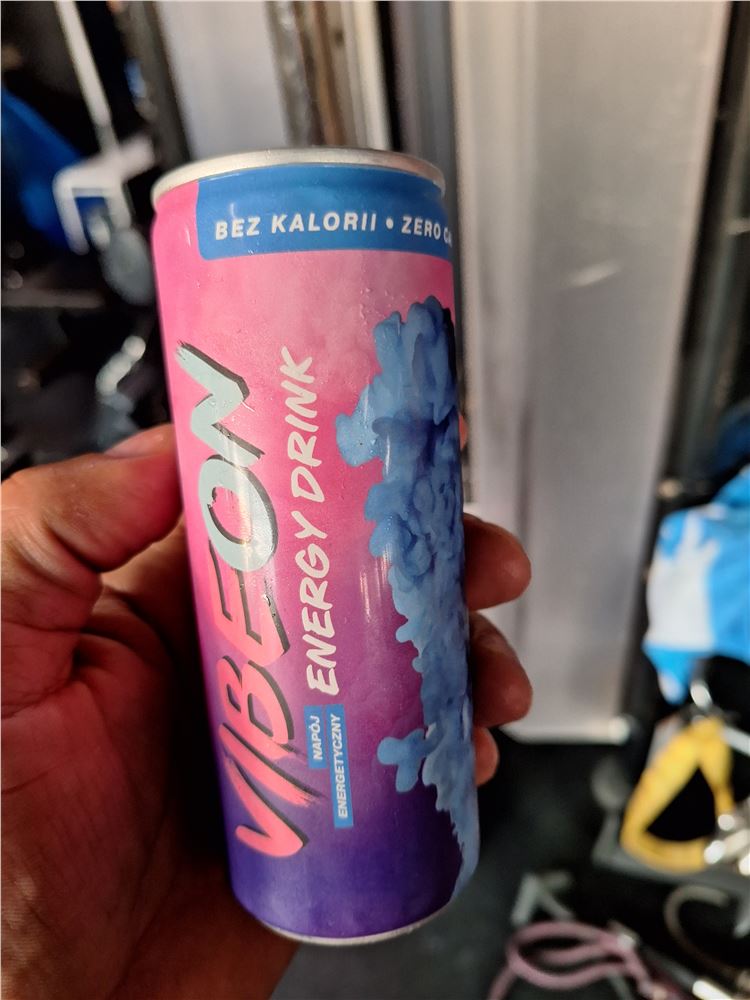 BEZ KALORII • ZERO
VIBEON
ENERGY DRINK
NAPÓJ
ENERGETYCZNY